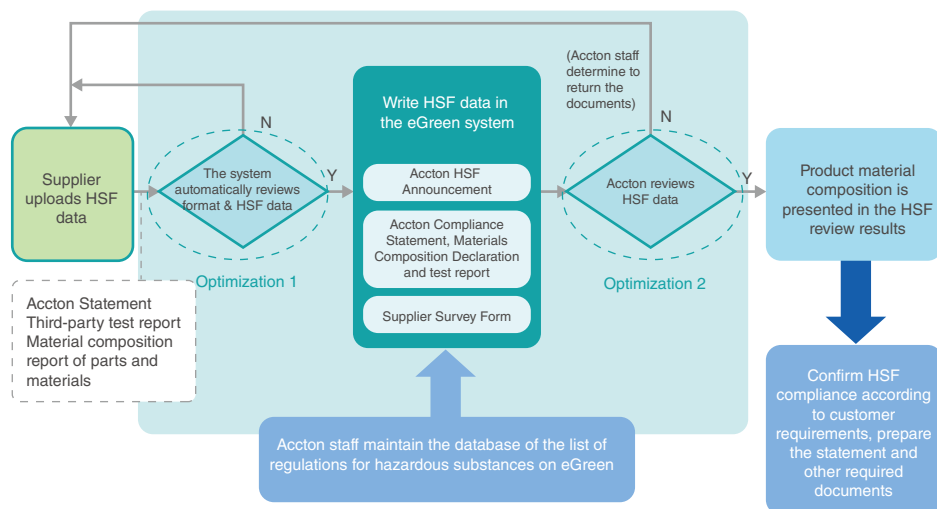 Supplier
uploads HSF
data
Accton Statement
Third-party test report
Material composition
report of parts and
materials
N
The system
automatically reviews
format & HSF data
Y
Optimization 1
Write HSF data in
the eGreen system
Accton HSF
Announcement
Accton Compliance
Statement, Materials
Composition Declaration
and test report
Supplier Survey Form
Accton staff maintain the database of the list of
regulations for hazardous substances on eGreen
(Accton staff
determine to
return the
documents)
N
Accton reviews
HSF data
Y
Optimization 2
Product material
composition is
presented in the HSF
review results
Confirm HSF
compliance according
to customer
requirements, prepare
the statement and
other required
documents